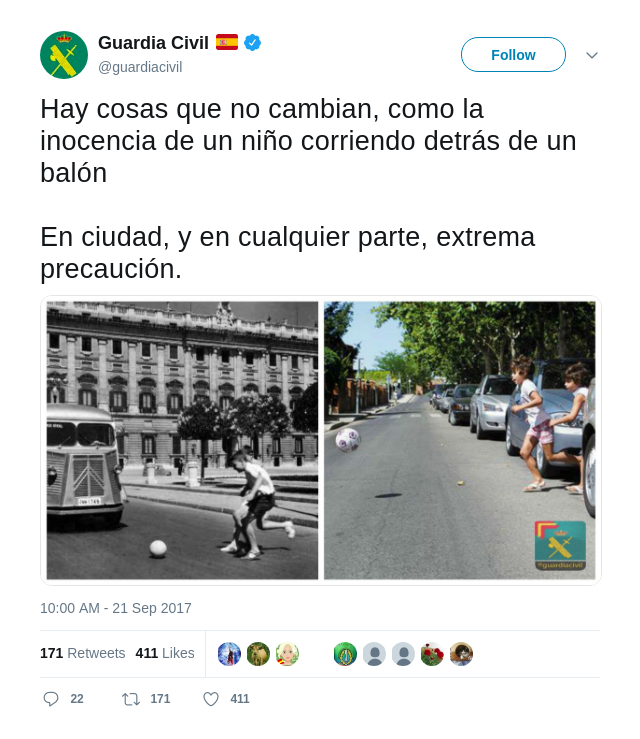 Guardia Civil
@guardiacivil
Follow
Hay cosas que no cambian, como la
inocencia de un niño corriendo detrás de un
balón
En ciudad, y en cualquier parte, extrema
precaución.
#guardiacivil
10:00 AM - 21 Sep 2017
171 Retweets 411 Likes
22 171 411